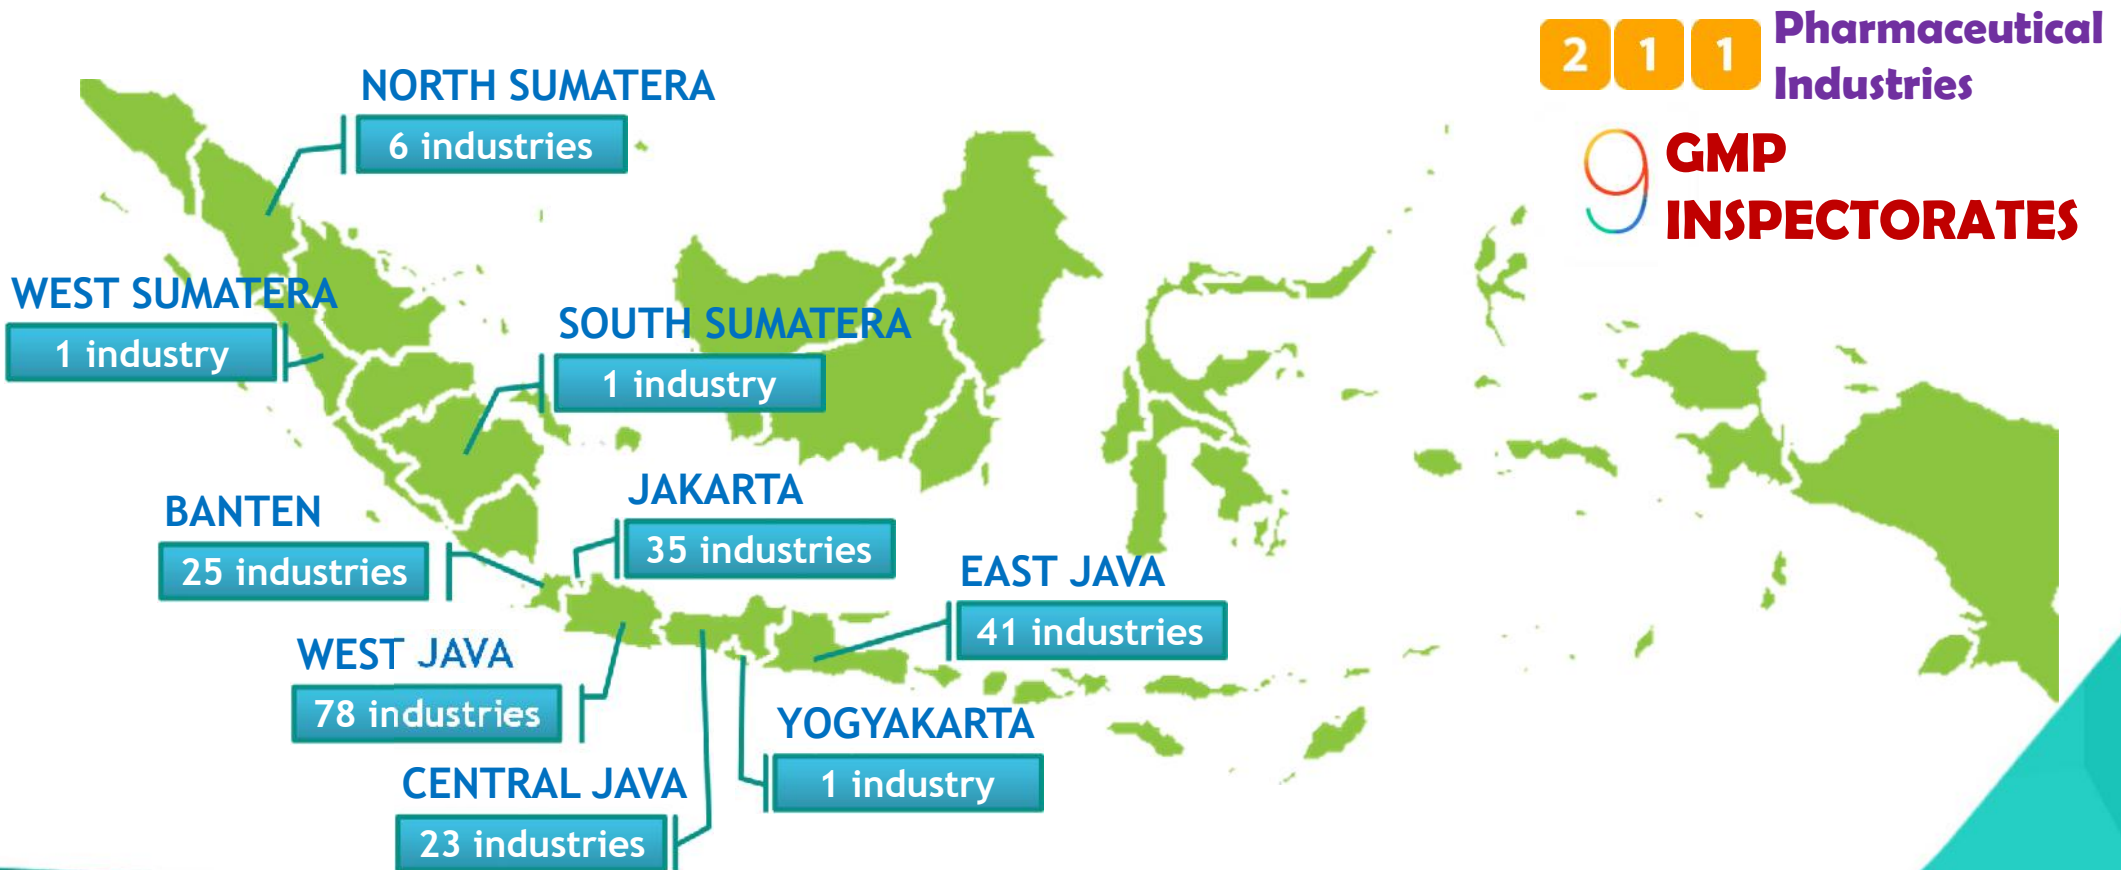 2 1 1
Pharmaceutical
Industries
9
GMP
INSPECTORATES
NORTH SUMATERA
6 industries
WEST SUMATERA
1 industry
SOUTH SUMATERA
1 industry
JAKARTA
35 industries
BANTEN
25 industries
EAST JAVA
41 industries
WEST JAVA
78 industries
YOGYAKARTA
1 industry
CENTRAL JAVA
23 industries